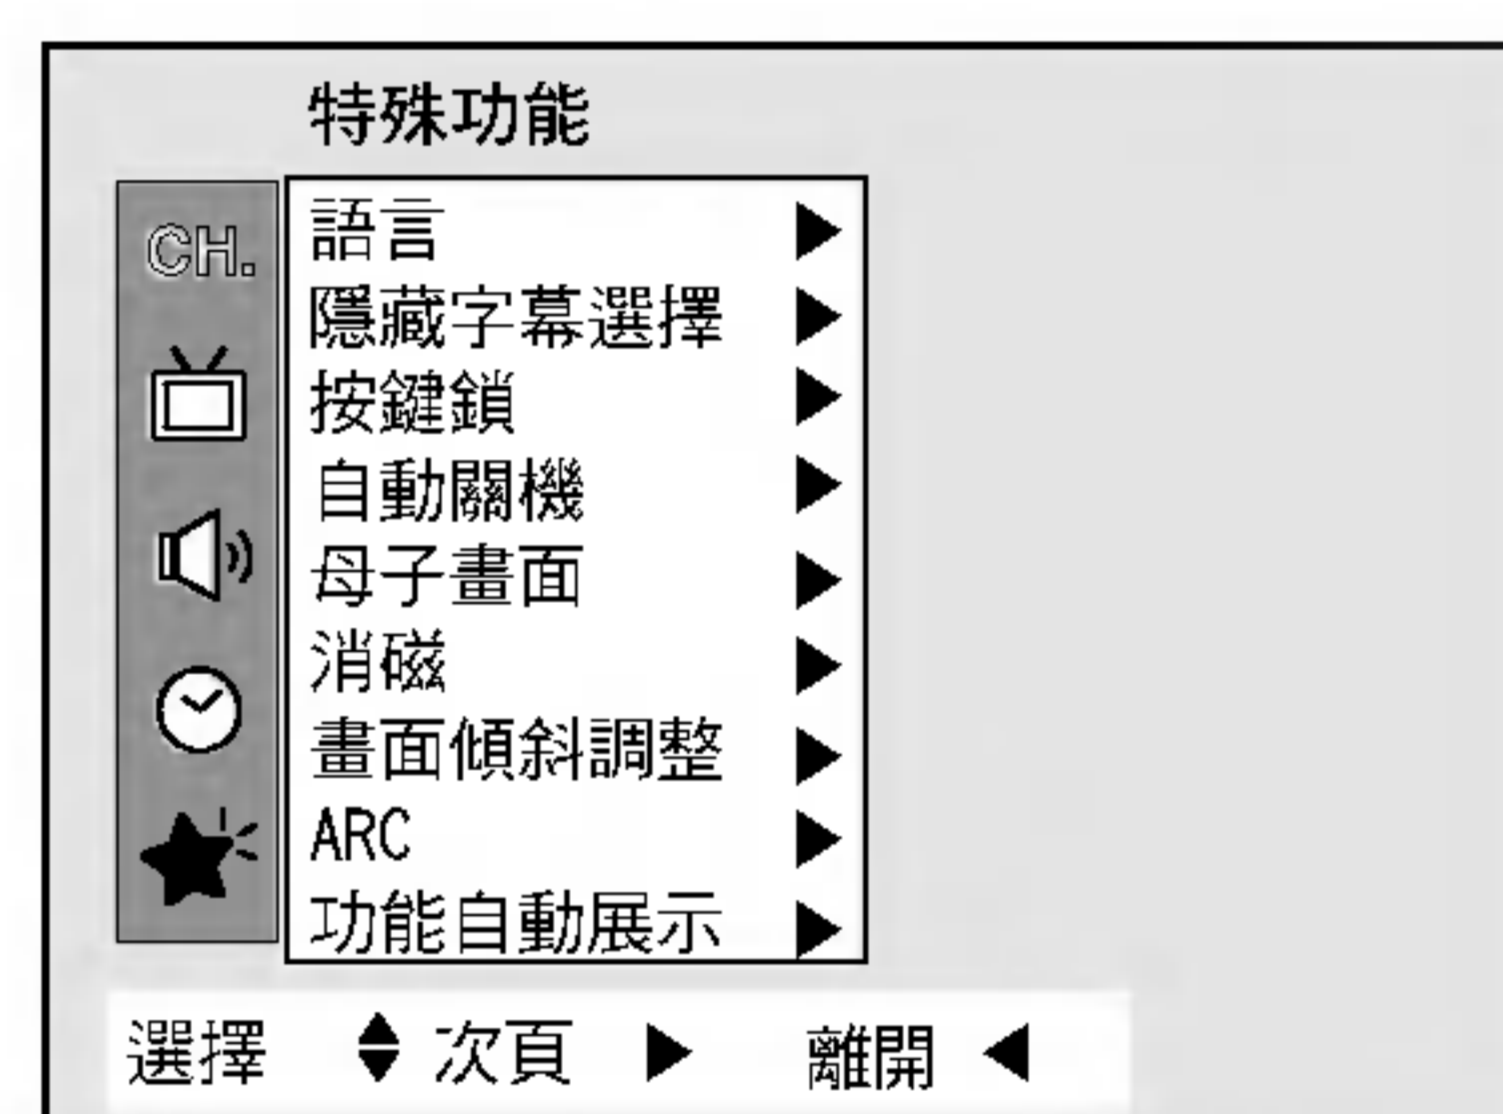 特殊功能
CH.
語言
隱藏字幕選擇
按鍵鎖
自動關機
母子畫面
消磁
畫面傾斜調整
ARC
功能自動展示
選擇 次頁 離開